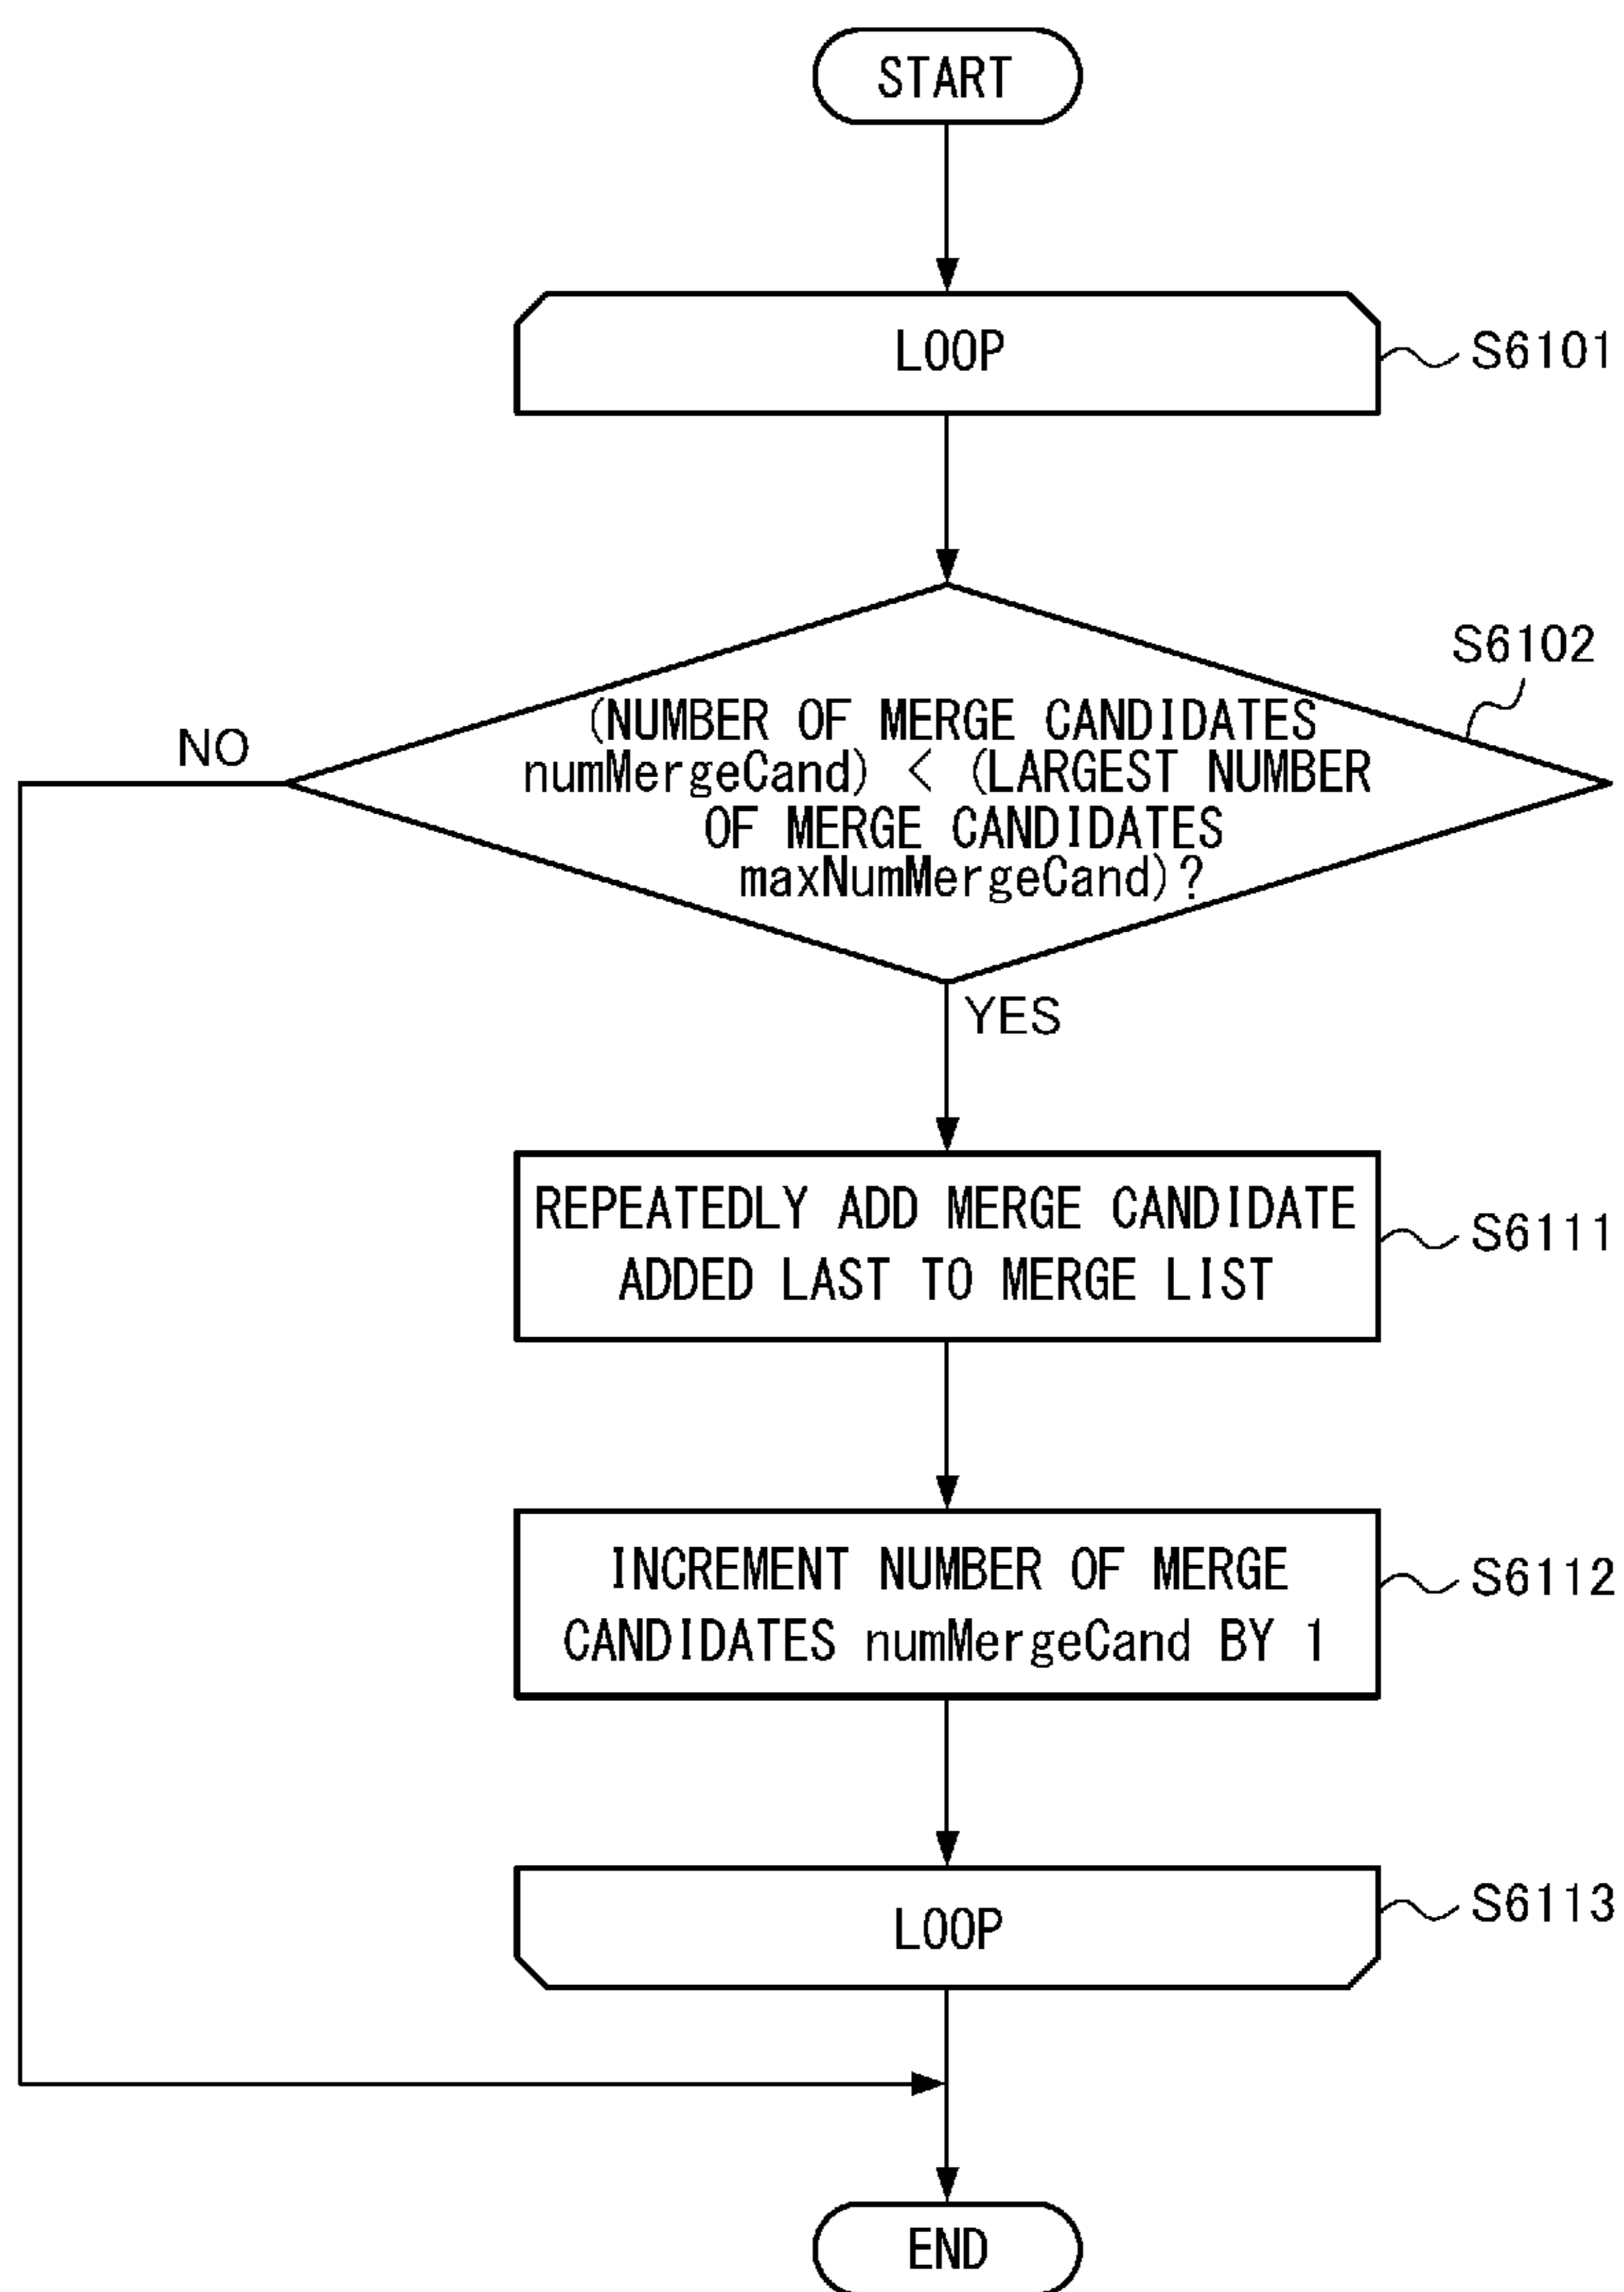 START
LOOP
S6101
S6102
(NUMBER OF MERGE CANDIDATES
numMergeCand) < (LARGEST NUMBER
OF MERGE CANDIDATES
maxNumMergeCand)?
NO
YES
REPEATEDLY ADD MERGE CANDIDATE
ADDED LAST TO MERGE LIST
S6111
INCREMENT NUMBER OF MERGE
CANDIDATES numMergeCand BY 1
S6112
LOOP
S6113
END